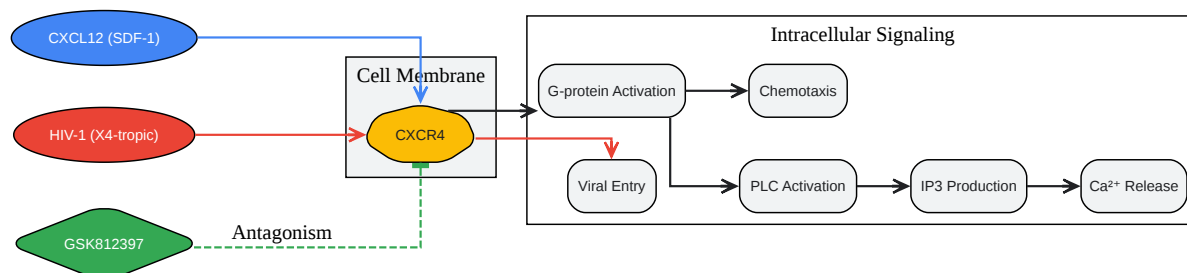 CXCL12 (SDF-1)
Intracellular Signaling
Cell Membrane
G-protein Activation
Chemotaxis
HIV-1 (X4-tropic)
CXCR4
Viral Entry
PLC Activation
IP3 Production
Ca²⁺ Release
Antagonism
GSK812397